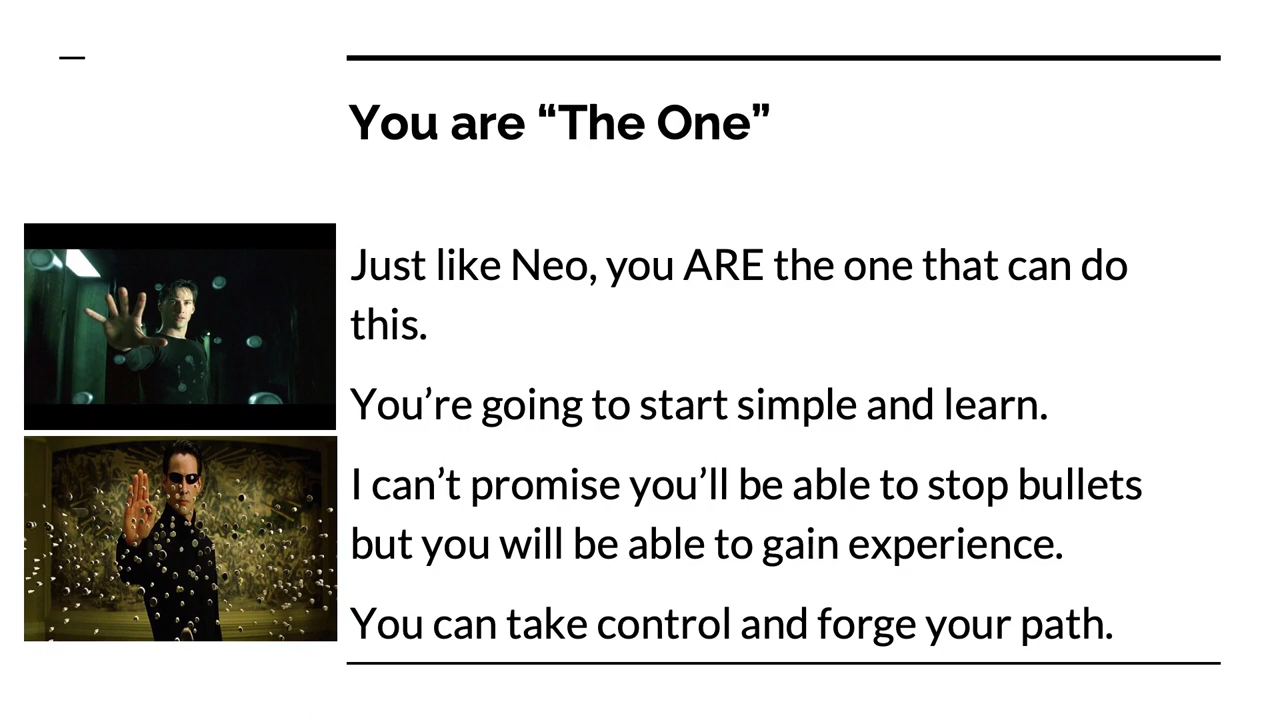 You are “The One”
Just like Neo, you ARE the one that can do
this.
You’re going to start simple and learn.
I can’t promise you’ll be able to stop bullets
but you will be able to gain experience.
You can take control and forge your path.